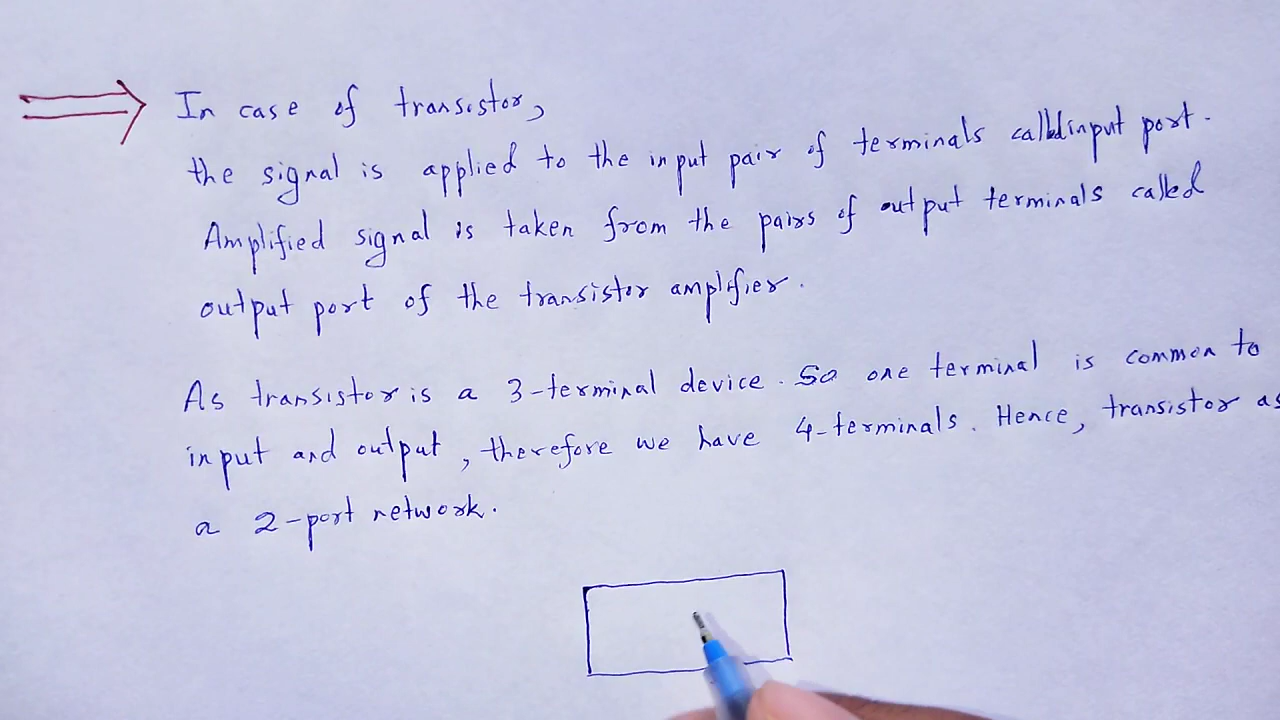 In case of transistor,
the signal is applied to the input pair of terminals called input port.
Amplified signal is taken from the pairs of output terminals called
output port of the transistor amplifier.
As transistor is a 3-terminal device. So one terminal is common to
input and output, therefore we have 4-terminals. Hence, transistor as
a 2-port network.